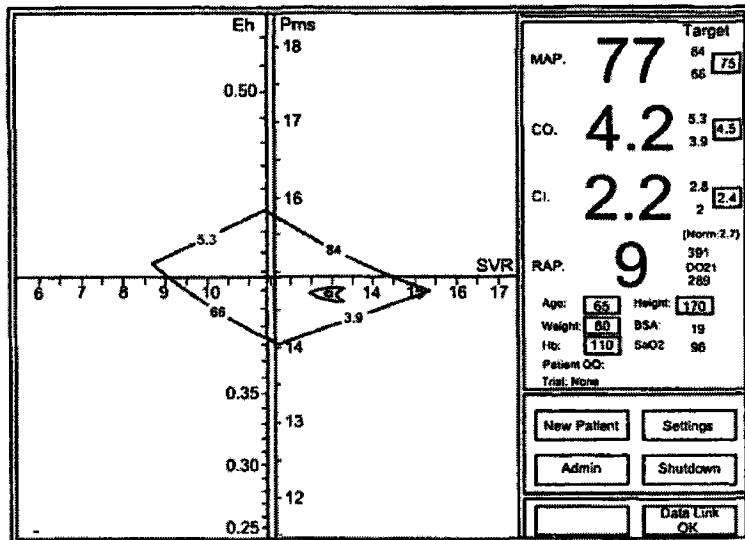 Eh Pms
18
0.50
17
16
5.3
84
SVR
6 7 8 9 10 11 13 14 15 16 17
66
3.9
14
0.35
13
0.30
12
0.25
Target
MAP. 77 84 66 75
CO. 4.2 5.3 3.9 4.5
CI. 2.2 2.8 2 2.4
(Norm:2.7)
RAP. 9 391 DO21 289
Age: 65 Height: 170
Weight: 80 BSA: 19
Hb: 110 SaO2 96
Patient OO:
Trial: None
New Patient Settings
Admin Shutdown
Data Link
OK